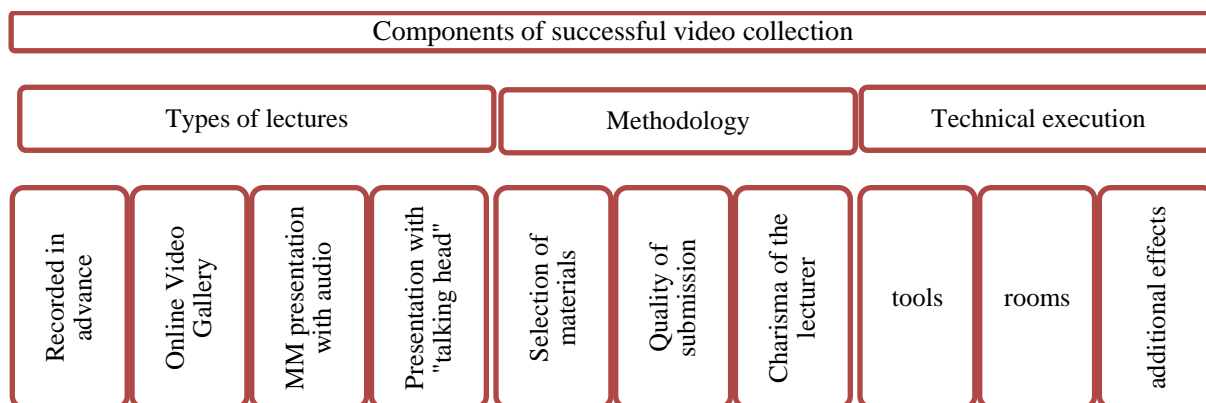 Components of successful video collection
Types of lectures
Methodology
Technical execution
Recorded in
advance
Online Video
Gallery
MM presentation
with audio
Presentation with
"talking head"
Selection of
materials
Quality of
submission
Charisma of the
lecturer
tools
rooms
additional effects